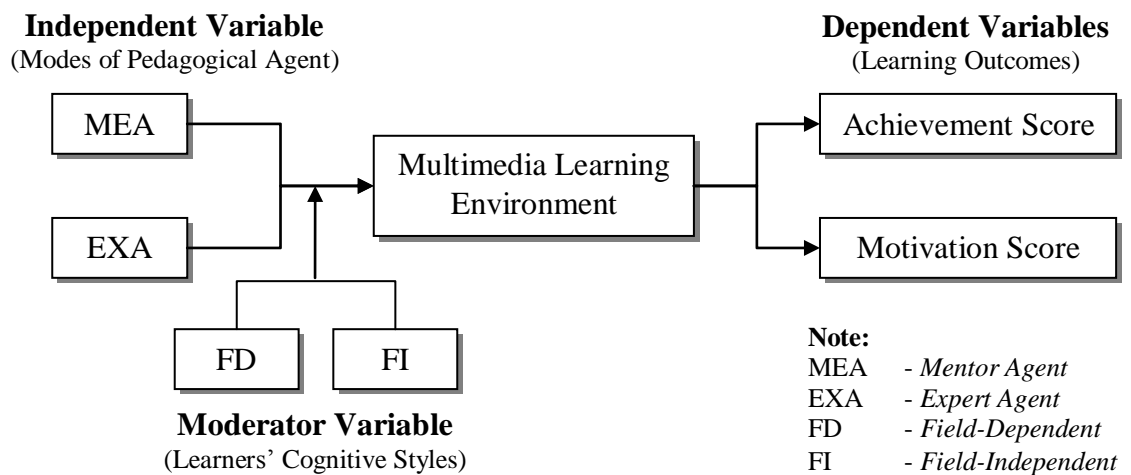 Independent Variable
(Modes of Pedagogical Agent)
MEA
EXA
Multimedia Learning
Environment
Dependent Variables
(Learning Outcomes)
Achievement Score
Motivation Score
FD
FI
Moderator Variable
(Learners’ Cognitive Styles)
Note:
MEA - Mentor Agent
EXA - Expert Agent
FD - Field-Dependent
FI - Field-Independent